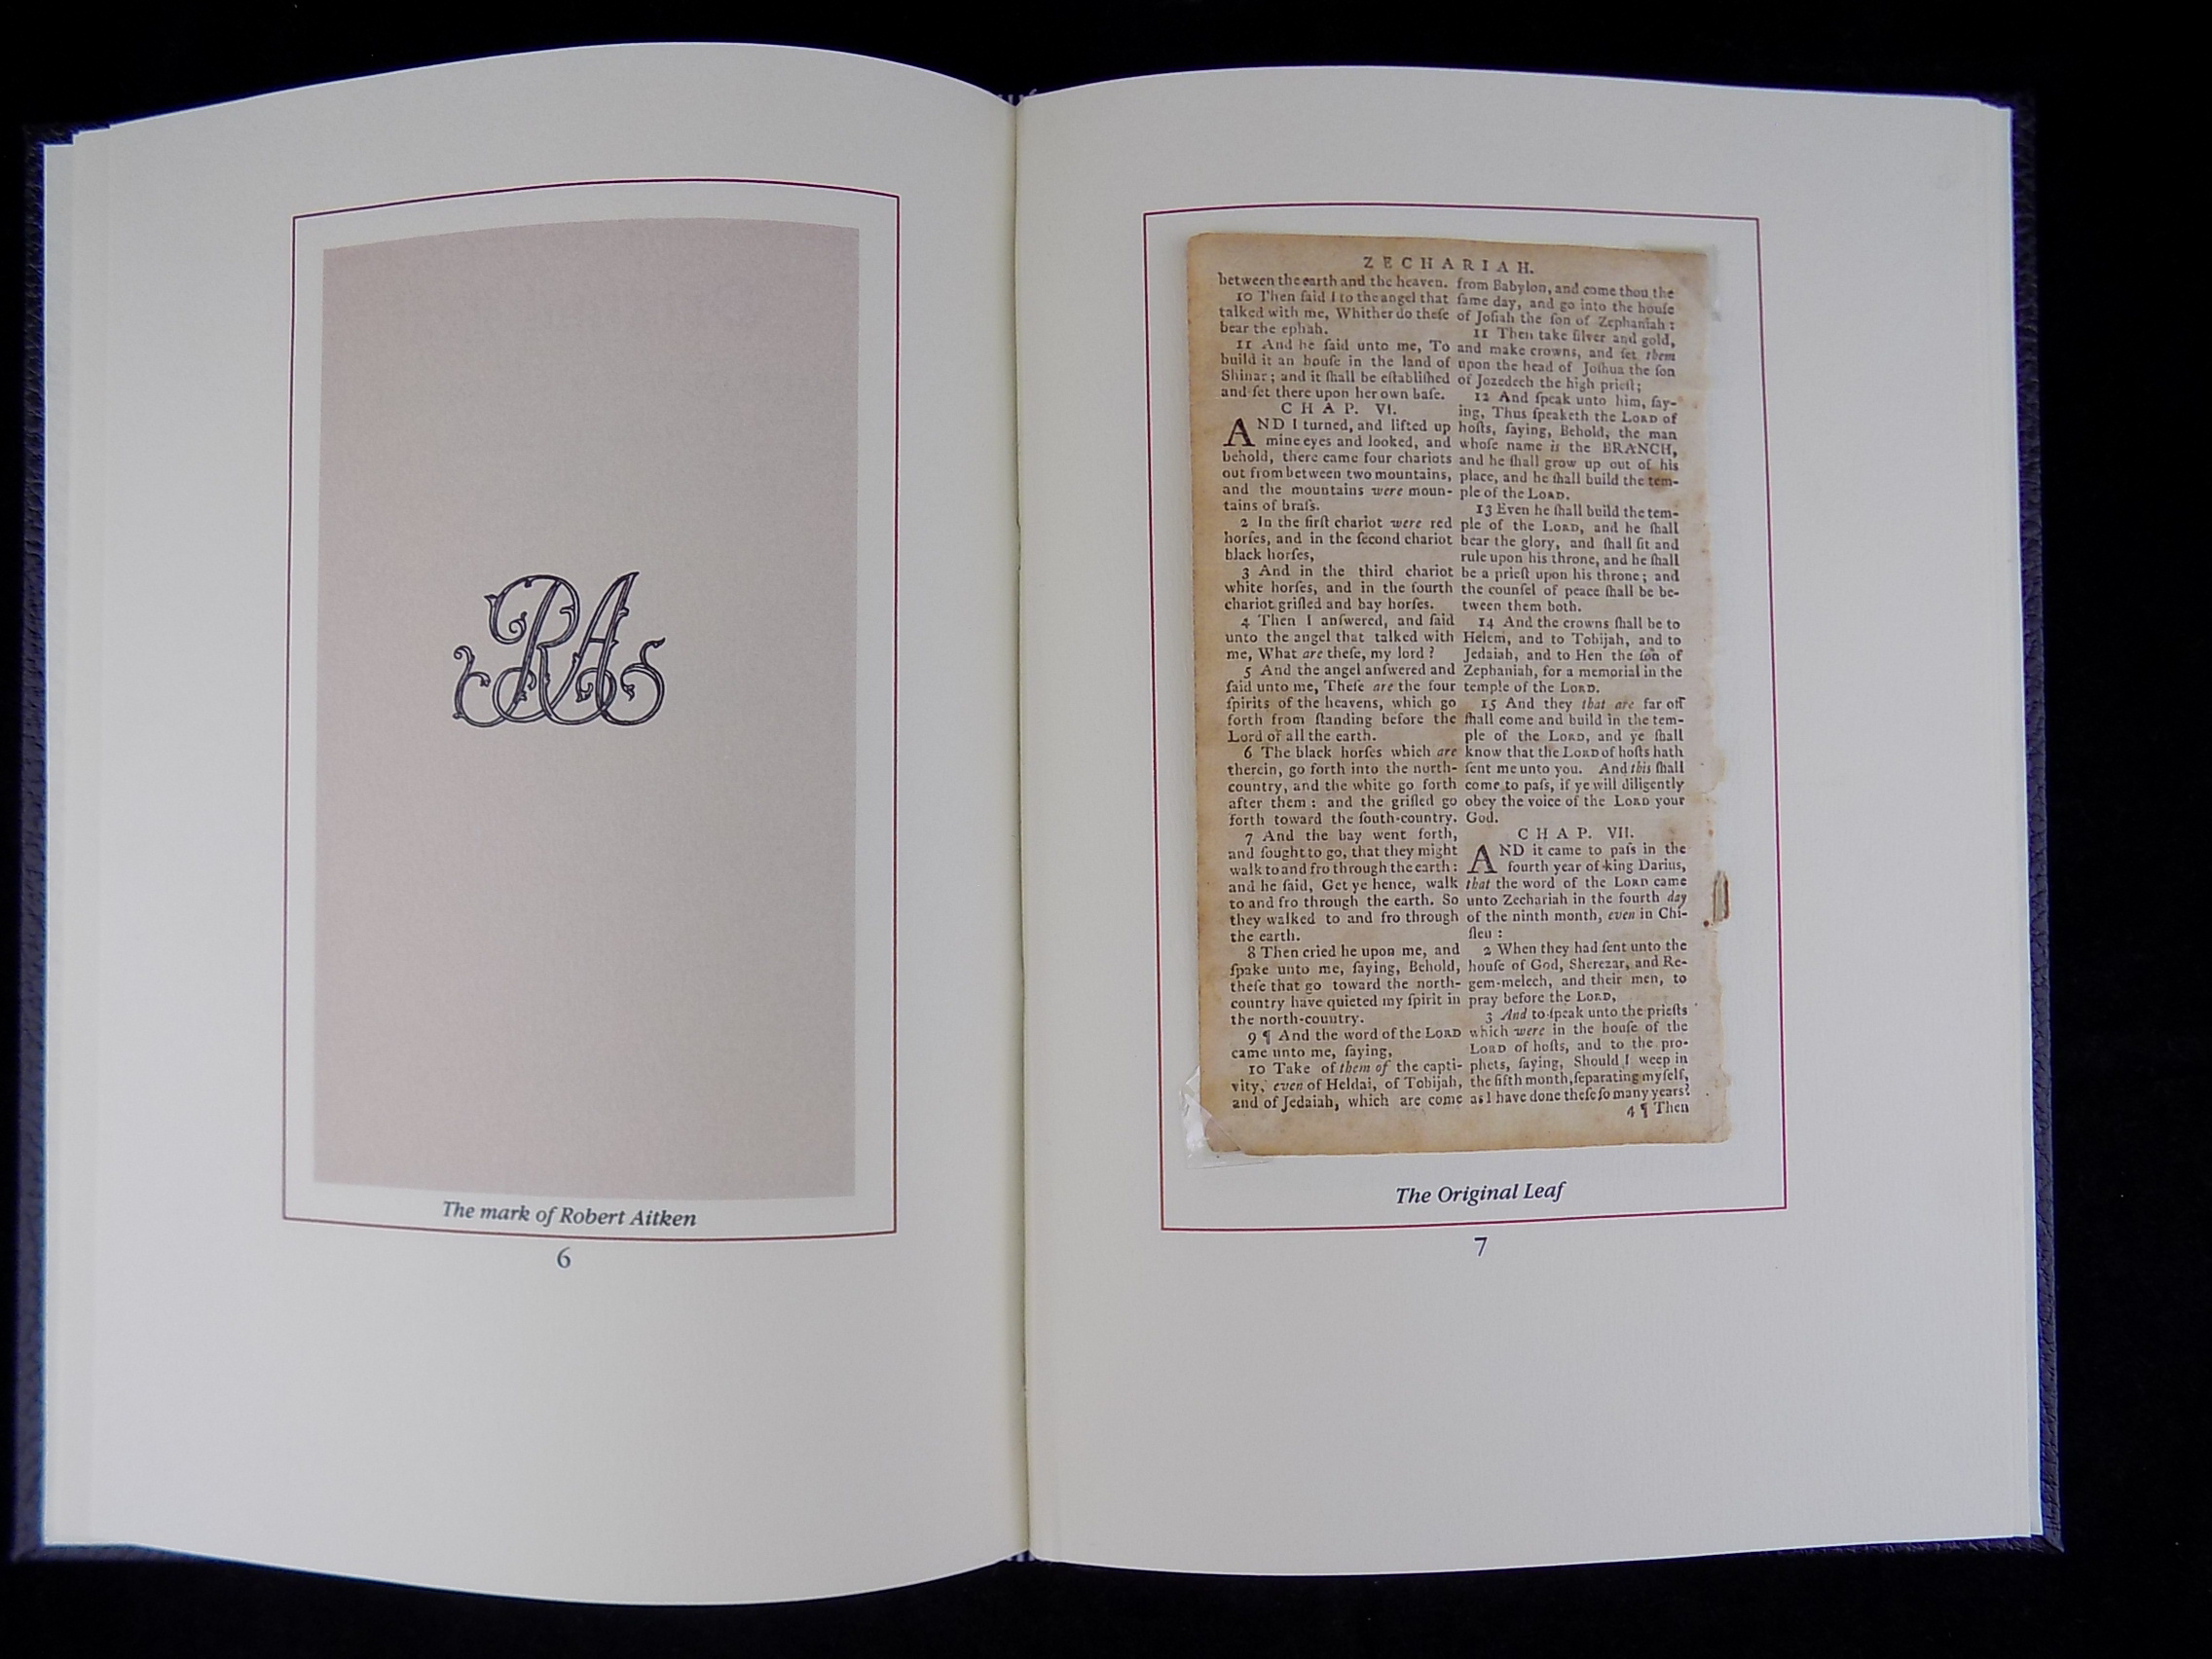 RA
The mark of Robert Aitken
6
ZECHARIAH.
between the earth and the heaven.
10 Then ſaid I to the angel that
talked with me, Whither do theſe
bear the ephah.
11 And he ſaid unto me, To
build it an houſe in the land of
Shinar; and it ſhall be eſtabliſhed
and ſet there upon her own baſe.
CHAP. VI.
AND I turned, and lifted up
mine eyes and looked, and
behold, there came four chariots
out from between two mountains,
and the mountains were moun-
tains of braſs.
2 In the firſt chariot were red
horſes, and in the ſecond chariot
black horſes,
3 And in the third chariot
white horſes, and in the fourth
chariot griſled and bay horſes.
4 Then I anſwered, and ſaid
unto the angel that talked with
me, What are theſe, my lord?
5 And the angel anſwered and
ſaid unto me, Theſe are the four
ſpirits of the heavens, which go
forth from ſtanding before the
Lord of all the earth.
6 The black horſes which are
therein, go forth into the north-
country, and the white go forth
after them: and the griſled go
forth toward the ſouth-country.
7 And the bay went forth,
and ſought to go, that they might
walk to and fro through the earth:
and he ſaid, Get ye hence, walk
to and fro through the earth. So
they walked to and fro through
the earth.
8 Then cried he upon me, and
ſpake unto me, ſaying, Behold,
theſe that go toward the north-
country have quieted my ſpirit in
the north-country.
9 ¶ And the word of the LORD
came unto me, ſaying,
10 Take of them of the capti-
vity, even of Heldai, of Tobijah,
and of Jedaiah, which are come
from Babylon, and come thou the
ſame day, and go into the houſe
of Joſiah the ſon of Zephaniah:
11 Then take ſilver and gold,
and make crowns, and ſet them
upon the head of Joſhua the ſon
of Jozedech the high prieſt;
12 And ſpeak unto him, ſay-
ing, Thus ſpeaketh the LORD of
hoſts, ſaying, Behold, the man
whoſe name is the BRANCH,
and he ſhall grow up out of his
place, and he ſhall build the tem-
ple of the LORD.
13 Even he ſhall build the tem-
ple of the LORD, and he ſhall
bear the glory, and ſhall ſit and
rule upon his throne, and he ſhall
be a prieſt upon his throne; and
the counſel of peace ſhall be be-
tween them both.
14 And the crowns ſhall be to
Helem, and to Tobijah, and to
Jedaiah, and to Hen the ſon of
Zephaniah, for a memorial in the
temple of the LORD.
15 And they that are far off
ſhall come and build in the tem-
ple of the LORD, and ye ſhall
know that the LORD of hoſts hath
ſent me unto you. And this ſhall
come to paſs, if ye will diligently
obey the voice of the LORD your
God.
CHAP. VII.
AND it came to paſs in the
fourth year of king Darius,
that the word of the LORD came
unto Zechariah in the fourth day
of the ninth month, even in Chi-
ſleu:
2 When they had ſent unto the
houſe of God, Sherezar, and Re-
gem-melech, and their men, to
pray before the LORD,
3 And to ſpeak unto the prieſts
which were in the houſe of the
LORD of hoſts, and to the pro-
phets, ſaying, Should I weep in
the fifth month, ſeparating myſelf,
as I have done theſe ſo many years?
4 ¶ Then
The Original Leaf
7